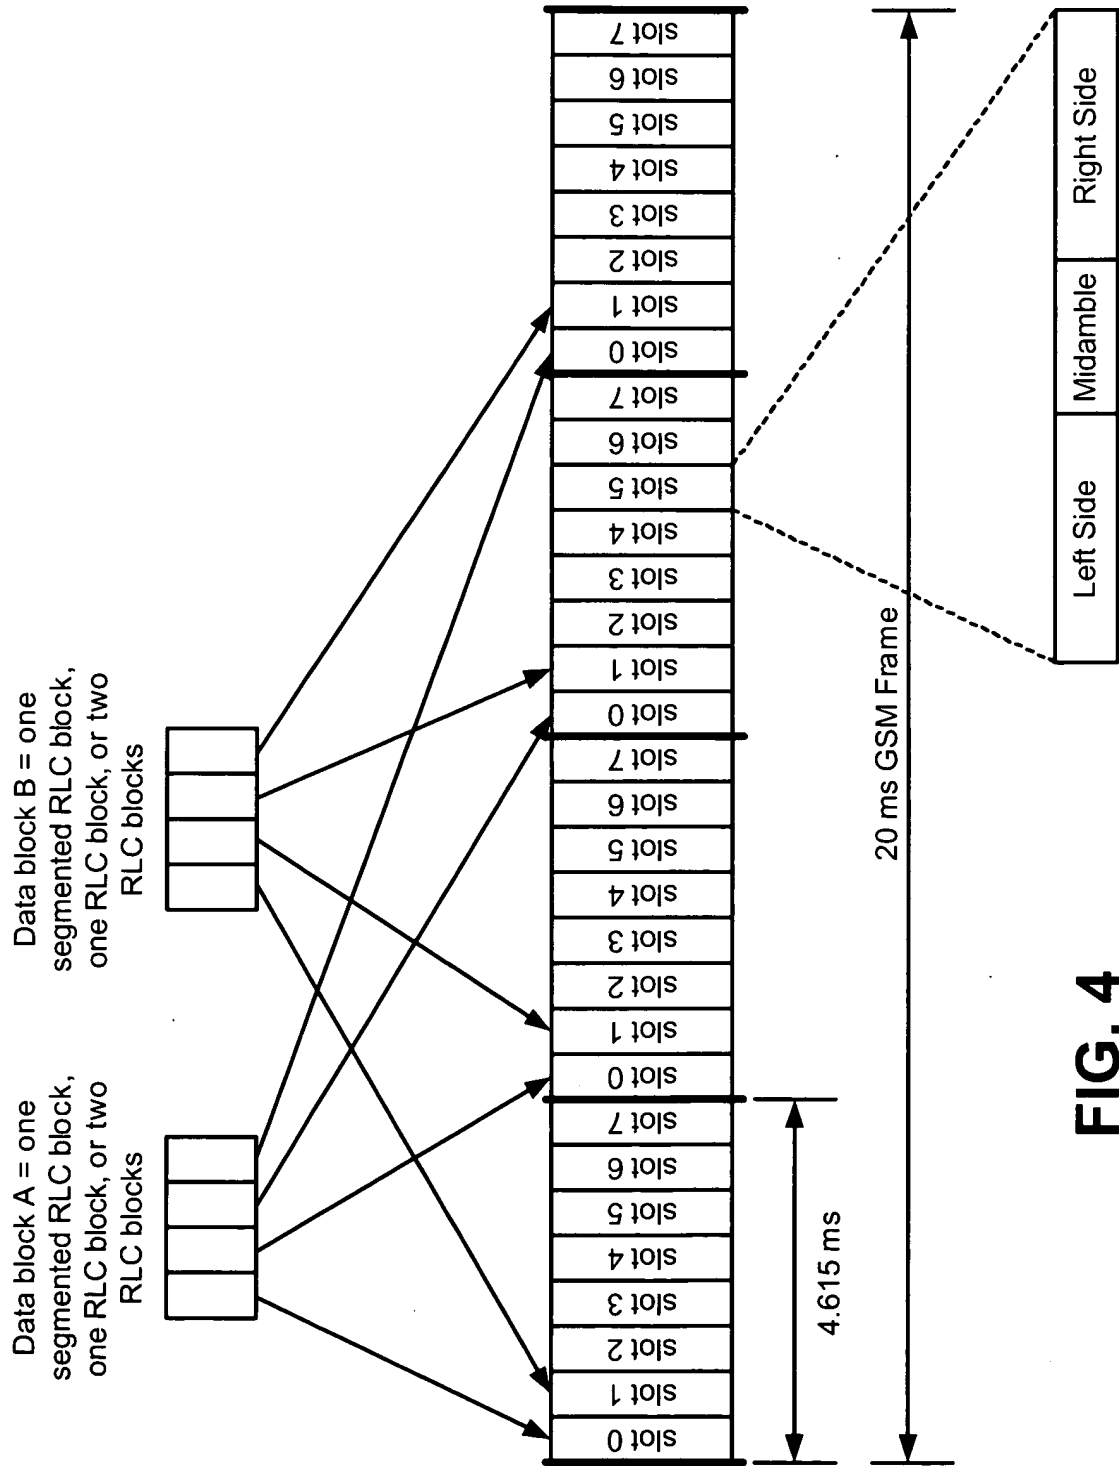 Data block A = one
segmented RLC block,
one RLC block, or two
RLC blocks
Data block B = one
segmented RLC block,
one RLC block, or two
RLC blocks
slot 0
slot 1
slot 2
slot 3
slot 4
slot 5
slot 6
slot 7
slot 0
slot 1
slot 2
slot 3
slot 4
slot 5
slot 6
slot 7
slot 0
slot 1
slot 2
slot 3
slot 4
slot 5
slot 6
slot 7
slot 0
slot 1
slot 2
slot 3
slot 4
slot 5
slot 6
slot 7
4.615 ms
20 ms GSM Frame
Left Side
Midamble
Right Side
FIG. 4